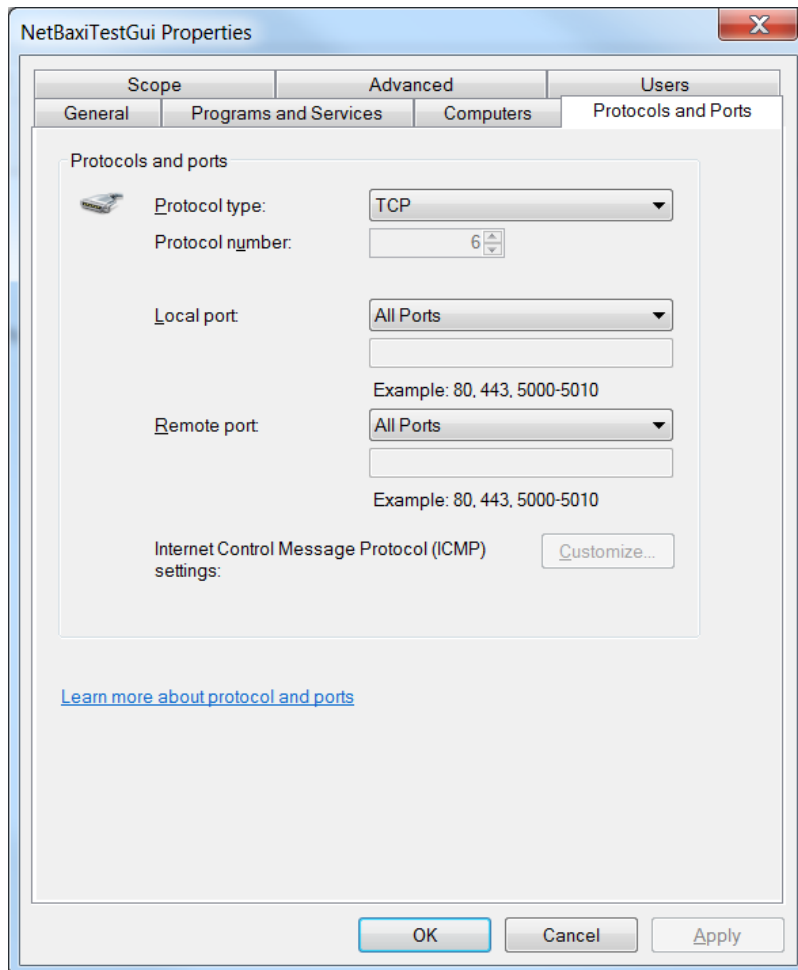 NetBaxiTestGui Properties
X
Scope Advanced Users
General Programs and Services Computers Protocols and Ports
Protocols and ports
Protocol type: TCP
Protocol number: 6
Local port: All Ports
Example: 80, 443, 5000-5010
Remote port: All Ports
Example: 80, 443, 5000-5010
Internet Control Message Protocol (ICMP) Customize...
settings:
Learn more about protocol and ports
OK Cancel Apply